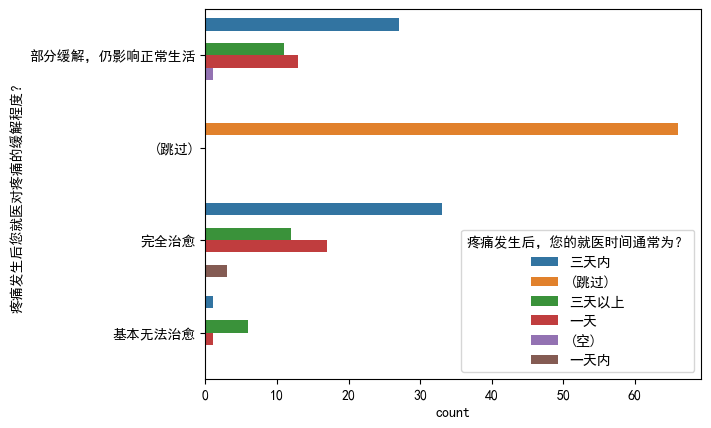 疼痛发生后您就医对疼痛的缓解程度？
部分缓解，仍影响正常生活
(跳过)
完全治愈
基本无法治愈
疼痛发生后，您的就医时间通常为？
三天内
(跳过)
三天以上
一天
(空)
一天内
0 10 20 30 40 50 60
count